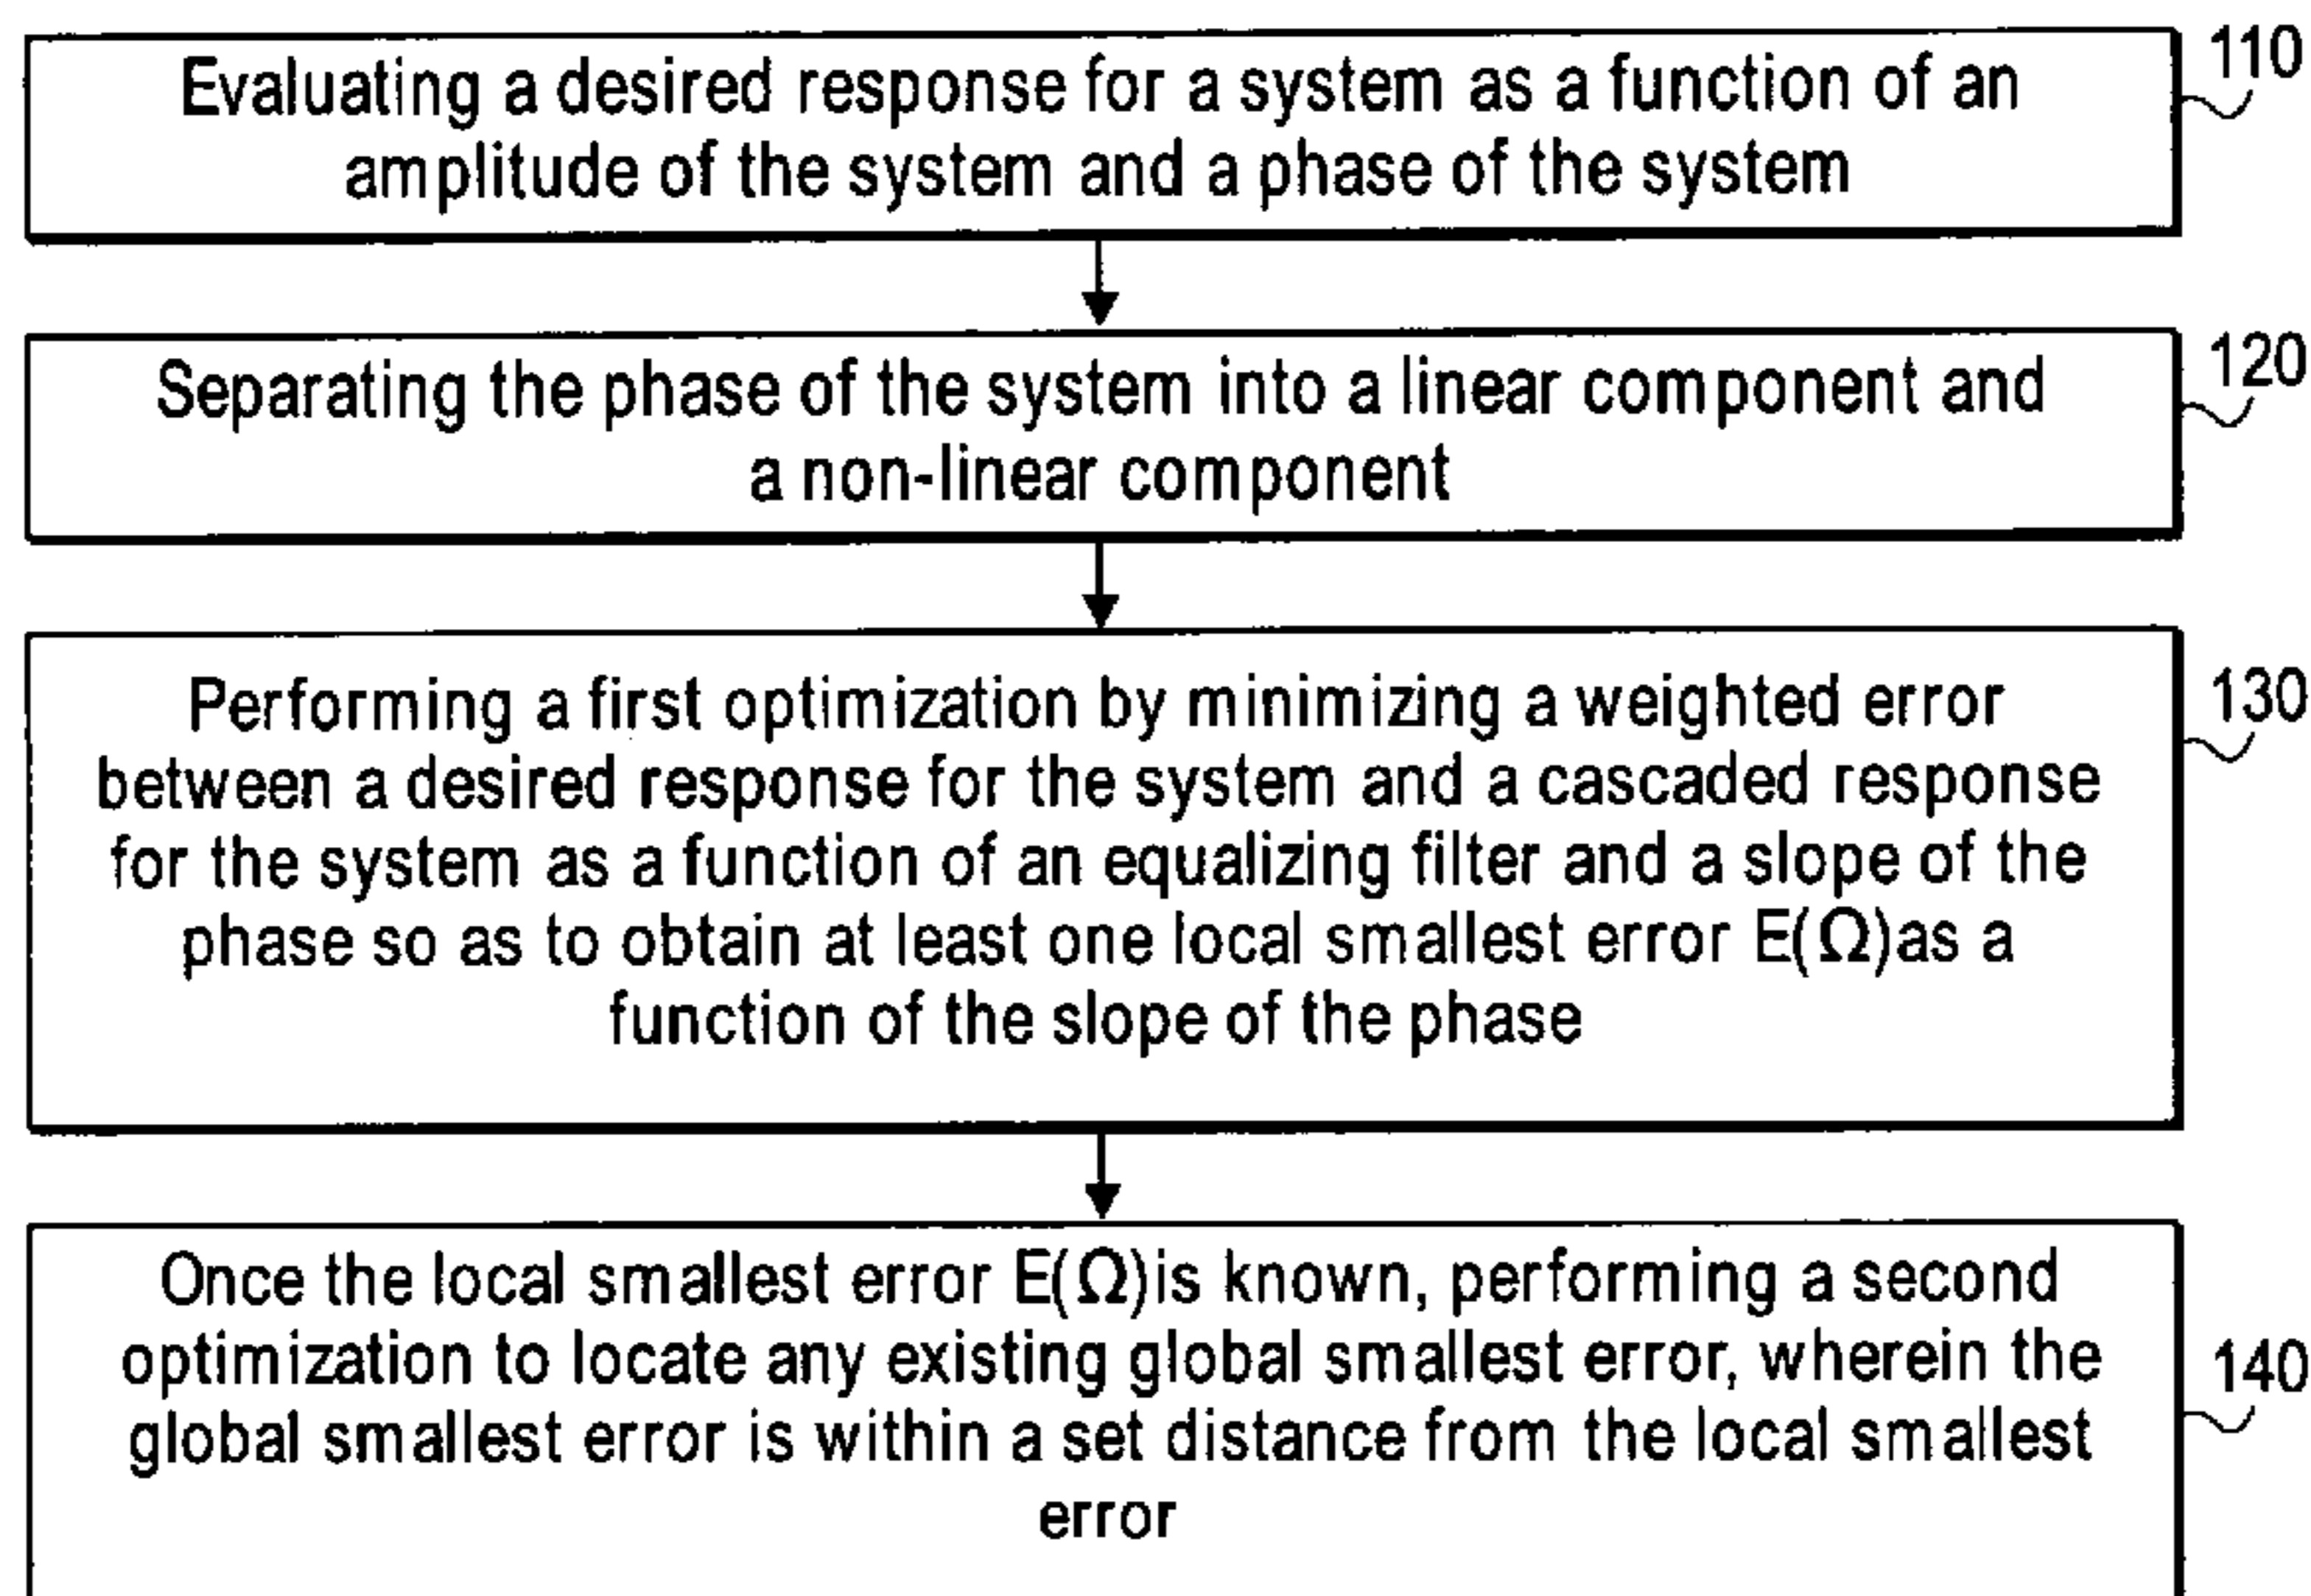 Evaluating a desired response for a system as a function of an
amplitude of the system and a phase of the system
110
Separating the phase of the system into a linear component and
a non-linear component
120
Performing a first optimization by minimizing a weighted error
between a desired response for the system and a cascaded response
for the system as a function of an equalizing filter and a slope of the
phase so as to obtain at least one local smallest error E(Ω)as a
function of the slope of the phase
130
Once the local smallest error E(Ω)is known, performing a second
optimization to locate any existing global smallest error, wherein the
global smallest error is within a set distance from the local smallest
error
140